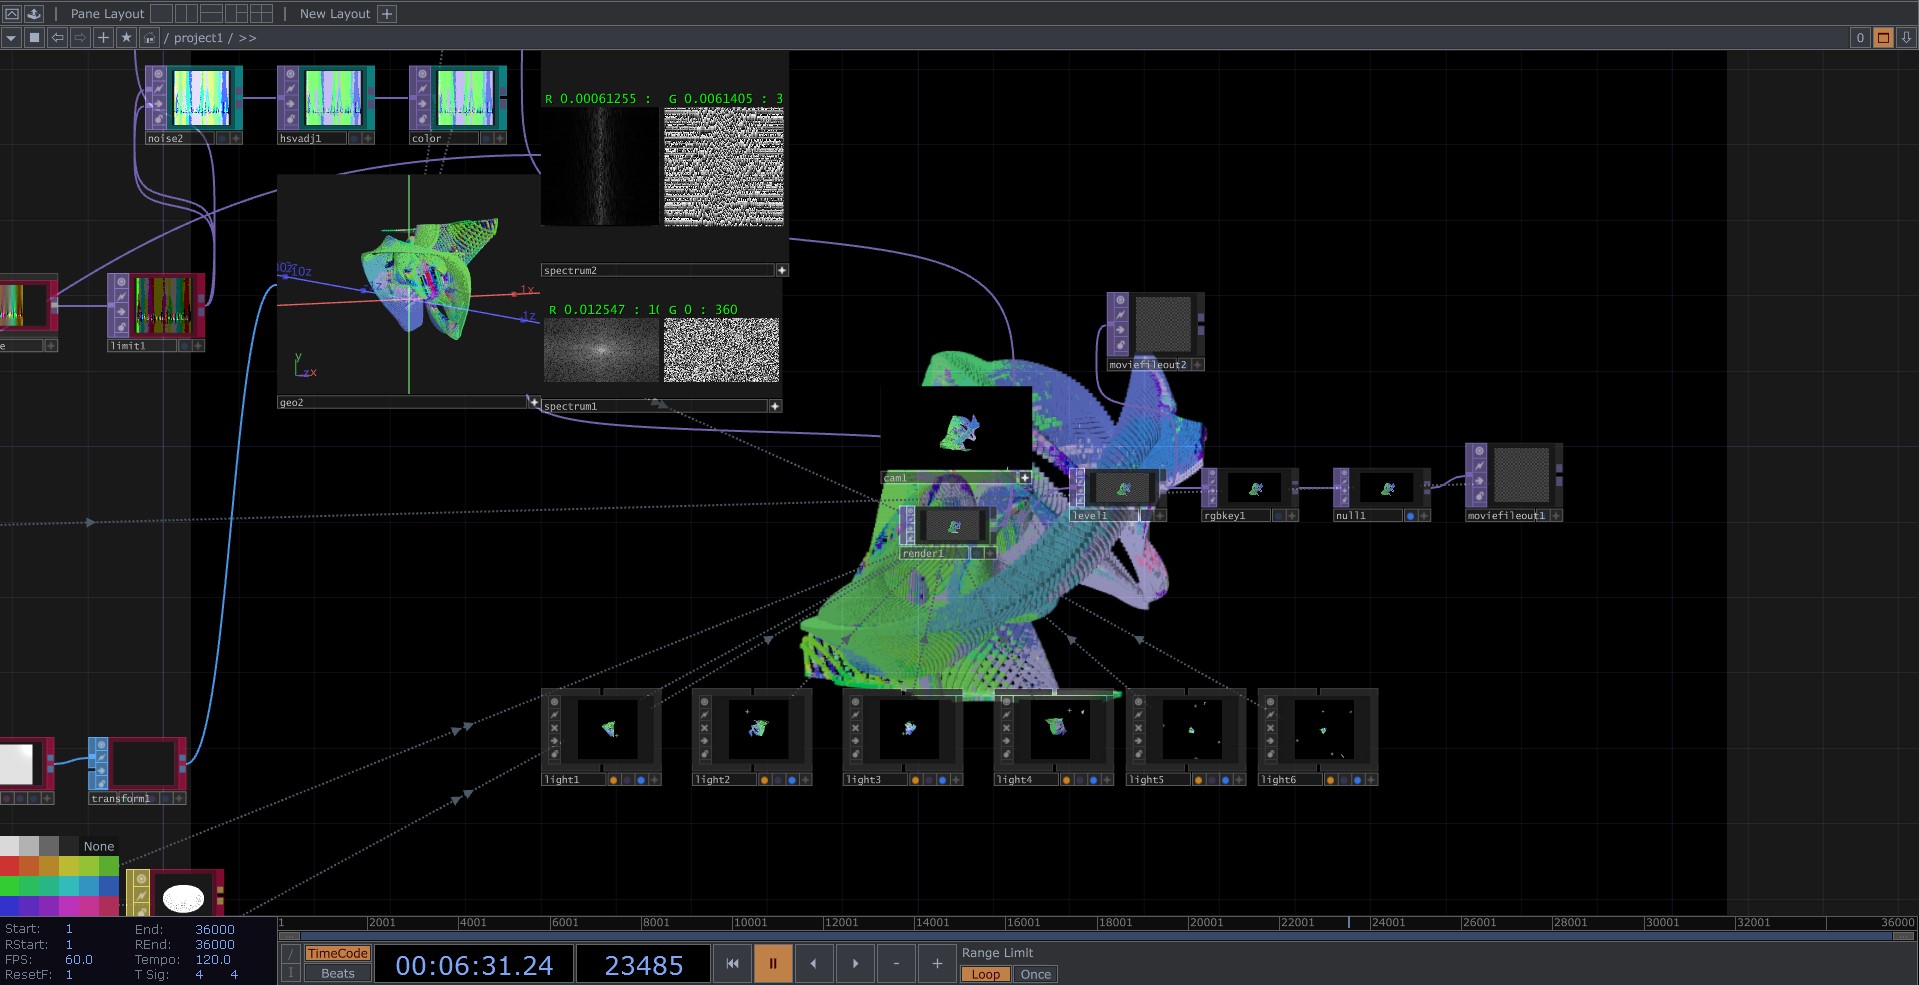 Pane Layout
New Layout +
/ project1 / >>
0
noise2
hsvadj1
color
R 0.00061255 :
G 0.0061405 : 3
spectrum2
1x
1z
y
zx
e
limit1
geo2
R 0.012547 : 1
G 0 : 360
spectrum1
moviefileout2
cam1
level1
rgbkey1
null1
moviefileout1
render1
transform1
light1
light2
light3
light4
light5
light6
None
1 2001 4001 6001 8001 10001 12001 14001 16001 18001 20001 22001 24001 26001 28001 30001 32001 36000
Start: 1 End: 36000
RStart: 1 REnd: 36000
FPS: 60.0 Tempo: 120.0
ResetF: 1 T Sig: 4 4
/ TimeCode
I Beats
00:06:31.24
23485
- +
Range Limit
Loop Once